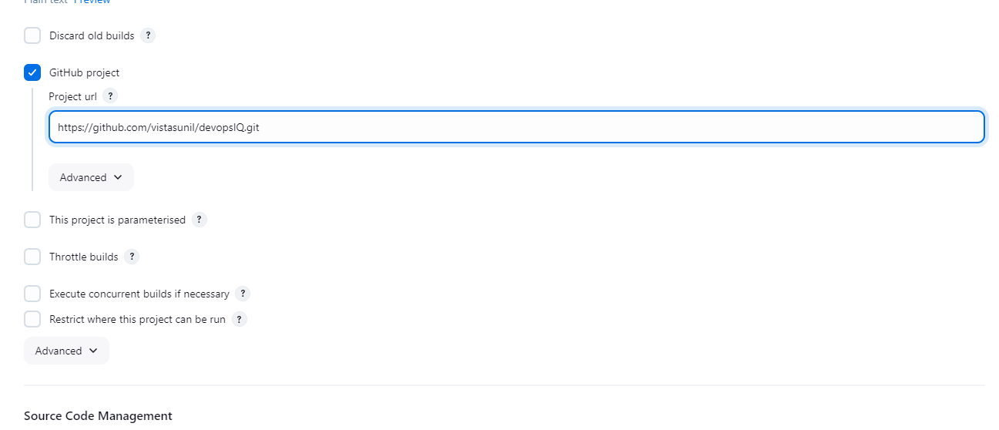 Plain text Preview
Discard old builds ?
GitHub project
Project url ?
https://github.com/vistasunil/devopsIQ.git
Advanced
This project is parameterised ?
Throttle builds ?
Execute concurrent builds if necessary ?
Restrict where this project can be run ?
Advanced
Source Code Management